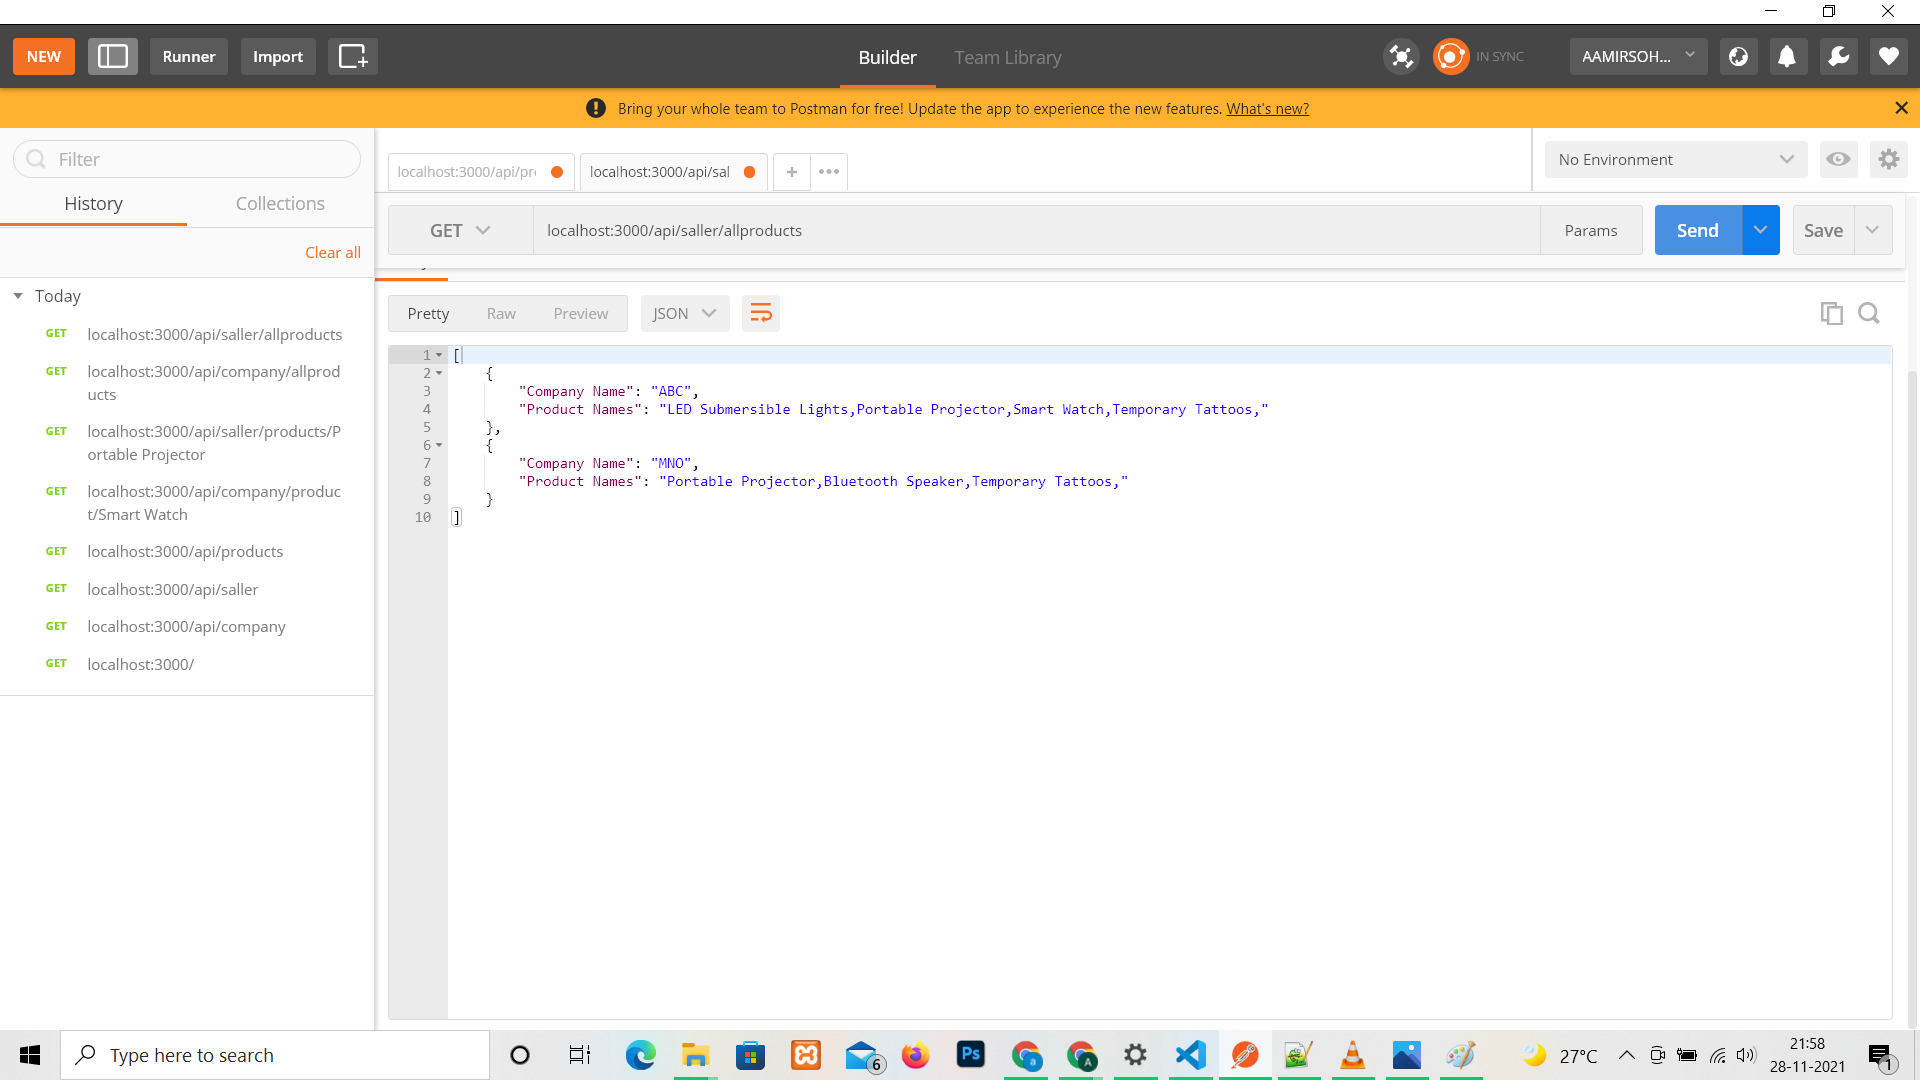 NEW
Runner
Import
Builder
Team Library
IN SYNC
AAMIRSOH...
Bring your whole team to Postman for free! Update the app to experience the new features. What's new?
Filter
History
Collections
Clear all
Today
GET localhost:3000/api/saller/allproducts
GET localhost:3000/api/company/allprod
ucts
GET localhost:3000/api/saller/products/P
ortable Projector
GET localhost:3000/api/company/produc
t/Smart Watch
GET localhost:3000/api/products
GET localhost:3000/api/saller
GET localhost:3000/api/company
GET localhost:3000/
localhost:3000/api/pr
localhost:3000/api/sal
+
•••
No Environment
GET
localhost:3000/api/saller/allproducts
Params
Send
Save
Pretty
Raw
Preview
JSON
1 [
2 {
3 "Company Name": "ABC",
4 "Product Names": "LED Submersible Lights,Portable Projector,Smart Watch,Temporary Tattoos,"
5 },
6 {
7 "Company Name": "MNO",
8 "Product Names": "Portable Projector,Bluetooth Speaker,Temporary Tattoos,"
9 }
10 ]
Type here to search
6
Ps
a
A
27°C
21:58
28-11-2021
1